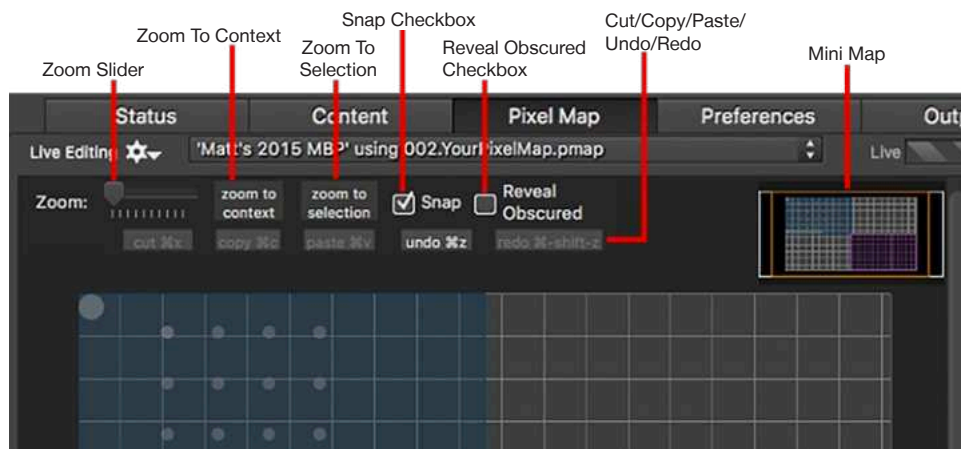 Snap Checkbox
Cut/Copy/Paste/
Undo/Redo
Zoom To Context
Zoom To
Selection
Reveal Obscured
Checkbox
Mini Map
Zoom Slider
Status
Content
Pixel Map
Preferences
Outp
Live Editing
'Matt's 2015 MBP' using 002.YourPixelMap.pmap
Live
Zoom:
zoom to
context
zoom to
selection
Snap
Reveal
Obscured
cut ⌘x
copy ⌘c
paste ⌘v
undo ⌘z
redo ⌘-shift-z